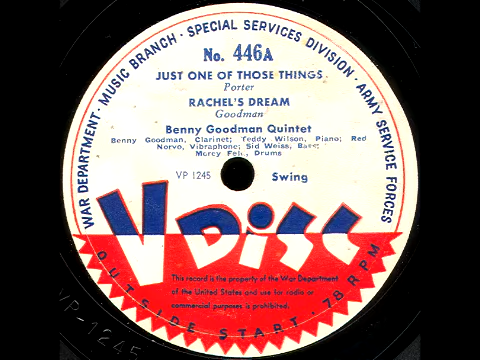 WAR DEPARTMENT · MUSIC BRANCH · SPECIAL SERVICES DIVISION · ARMY SERVICE FORCES
No. 446A
JUST ONE OF THOSE THINGS
Porter
RACHEL'S DREAM
Goodman
Benny Goodman Quintet
Benny Goodman, Clarinet; Teddy Wilson, Piano; Red
Norvo, Vibraphone; Sid Weiss, Bass;
Morey Feld, Drums
VP 1245
Swing
V DISC
This record is the property of the War Department
of the United States and use for radio or
commercial purposes is prohibited.
OUTSIDE START · 78 RPM
VP-1245